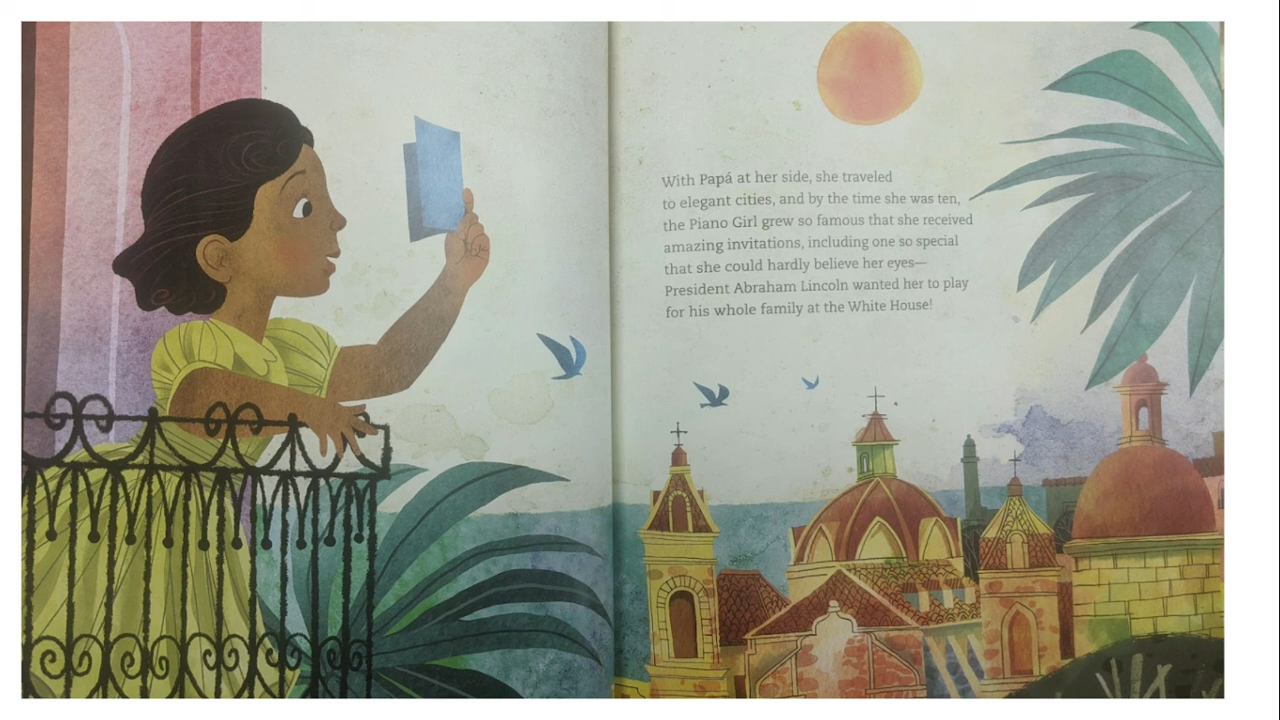 With Papá at her side, she traveled
to elegant cities, and by the time she was ten,
the Piano Girl grew so famous that she received
amazing invitations, including one so special
that she could hardly believe her eyes—
President Abraham Lincoln wanted her to play
for his whole family at the White House!